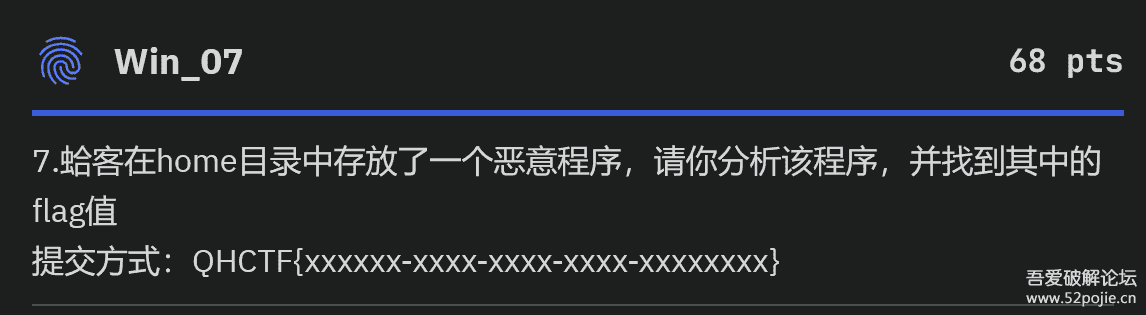 Win_07
68 pts
7.蛤客在home目录中存放了一个恶意程序，请你分析该程序，并找到其中的
flag值
提交方式：QHCTF{xxxxxx-xxxx-xxxx-xxxx-xxxxxxxx}
吾爱破解论坛
www.52pojie.cn